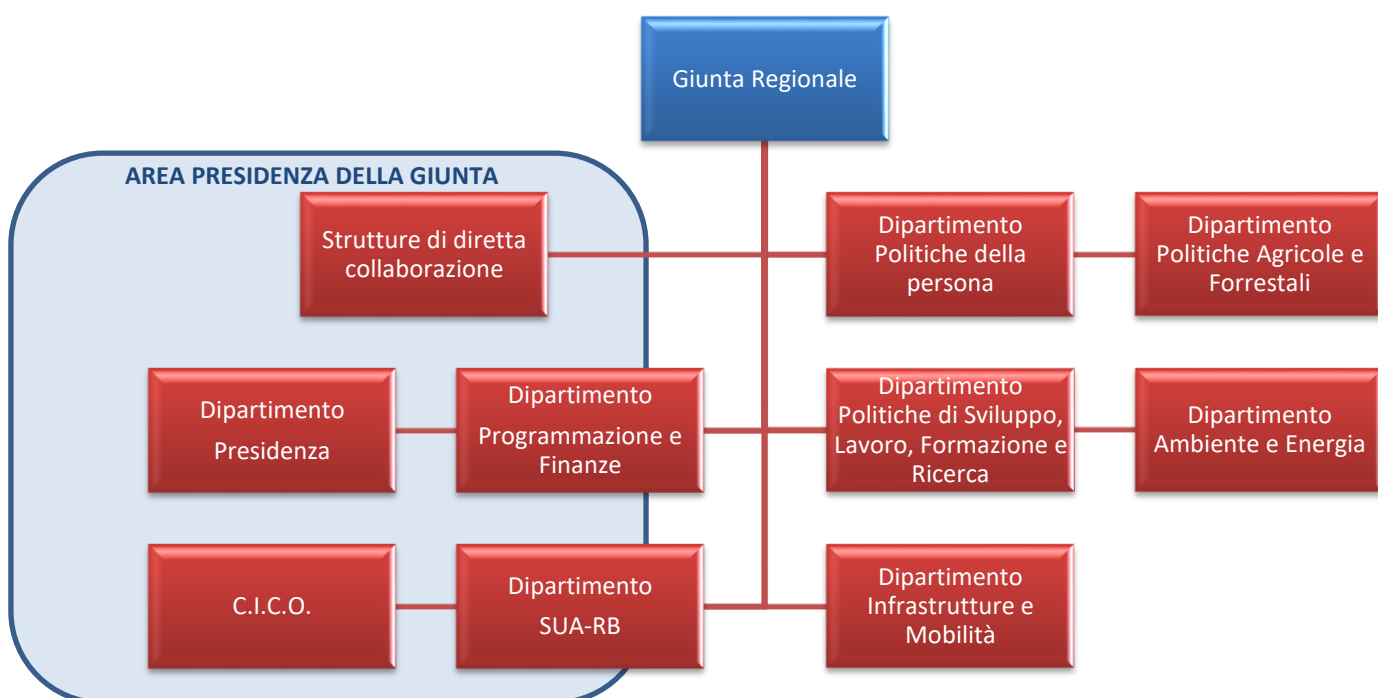 Giunta Regionale
AREA PRESIDENZA DELLA GIUNTA
Strutture di diretta
collaborazione
Dipartimento
Politiche della
persona
Dipartimento
Politiche Agricole e
Forrestali
Dipartimento
Presidenza
Dipartimento
Programmazione e
Finanze
Dipartimento
Politiche di Sviluppo,
Lavoro, Formazione e
Ricerca
Dipartimento
Ambiente e Energia
C.I.C.O.
Dipartimento
SUA-RB
Dipartimento
Infrastrutture e
Mobilità